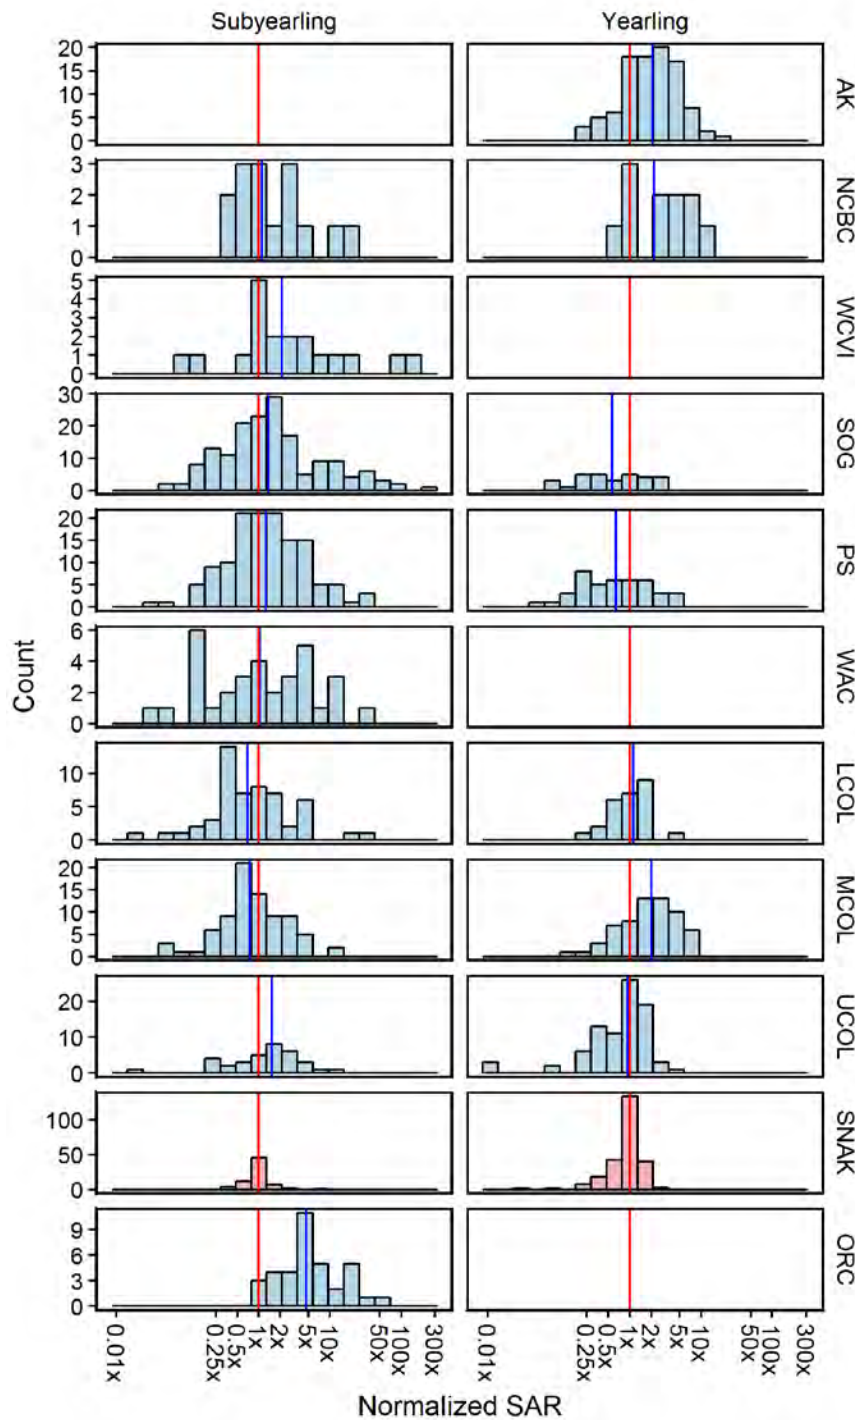 Subyearling Yearling
20
15
10
5
0
AK
3
2
1
0
NCBC
5
4
3
2
1
0
WCVI
30
20
10
0
SOG
20
15
10
5
0
PS
6
4
2
0
WAC
10
5
0
LCOL
20
15
10
5
0
MCOL
20
10
0
UCOL
100
50
0
SNAK
9
6
3
0
ORC
Count
0.01x 0.25x 0.5x 1x 2x 5x 10x 50x 100x 300x
0.01x 0.25x 0.5x 1x 2x 5x 10x 50x 100x 300x
Normalized SAR